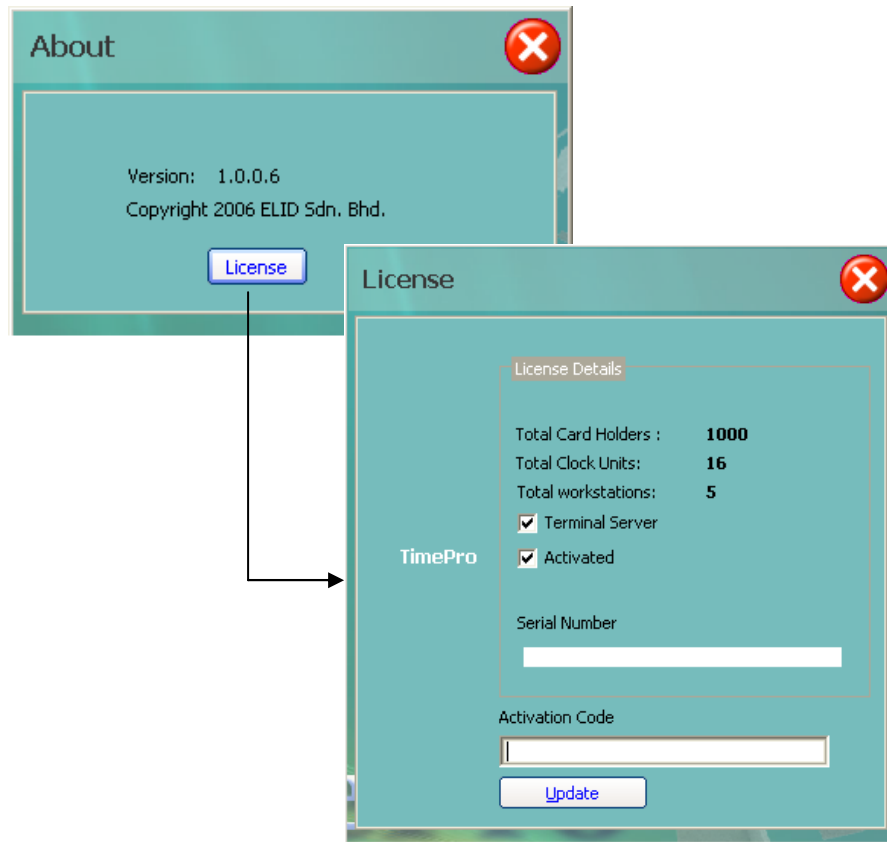 About
Version: 1.0.0.6
Copyright 2006 ELID Sdn. Bhd.
License
License
License Details
Total Card Holders : 1000
Total Clock Units: 16
Total workstations: 5
Terminal Server
TimePro
Activated
Serial Number
Activation Code
Update